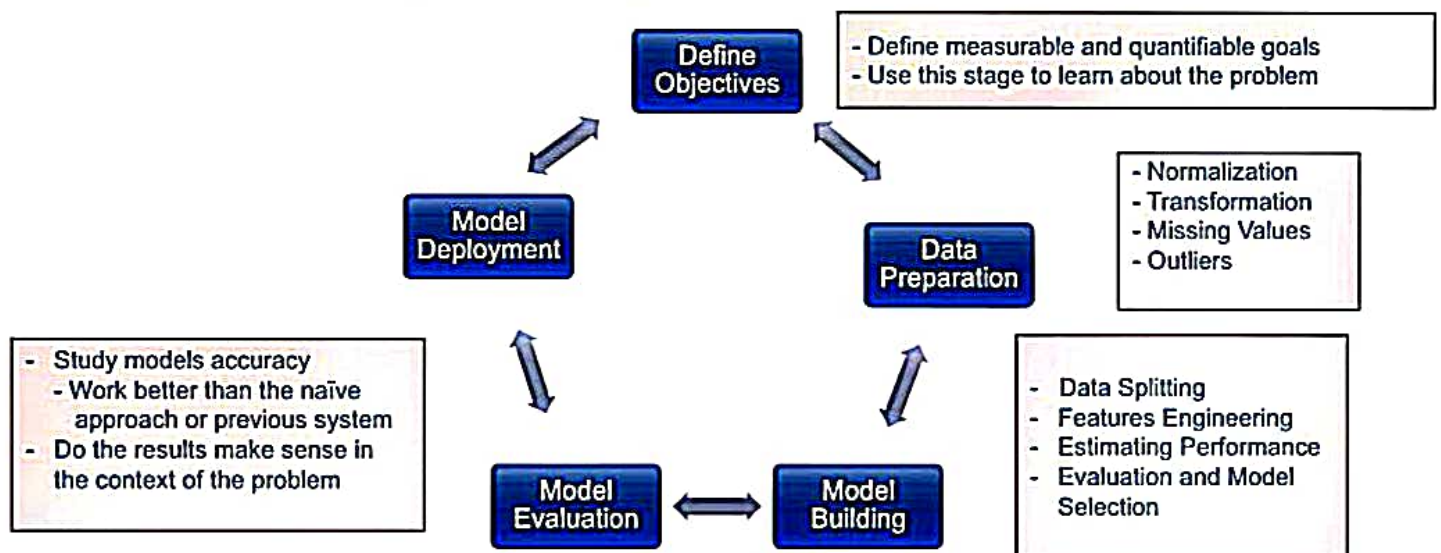 Define
Objectives
- Define measurable and quantifiable goals
- Use this stage to learn about the problem
Model
Deployment
Data
Preparation
- Normalization
- Transformation
- Missing Values
- Outliers
- Study models accuracy
- Work better than the naïve
approach or previous system
- Do the results make sense in
the context of the problem
- Data Splitting
- Features Engineering
- Estimating Performance
- Evaluation and Model
Selection
Model
Evaluation
Model
Building